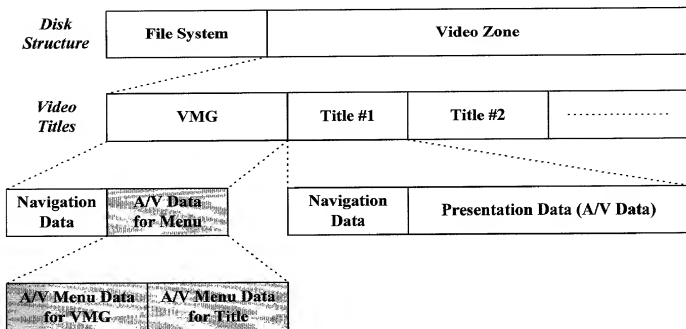 Disk
Structure
File System
Video Zone
Video
Titles
VMG
Title #1
Title #2
Navigation
Data
A/V Data
for Menu
Navigation
Data
Presentation Data (A/V Data)
A/V Menu Data
for VMG
A/V Menu Data
for Title